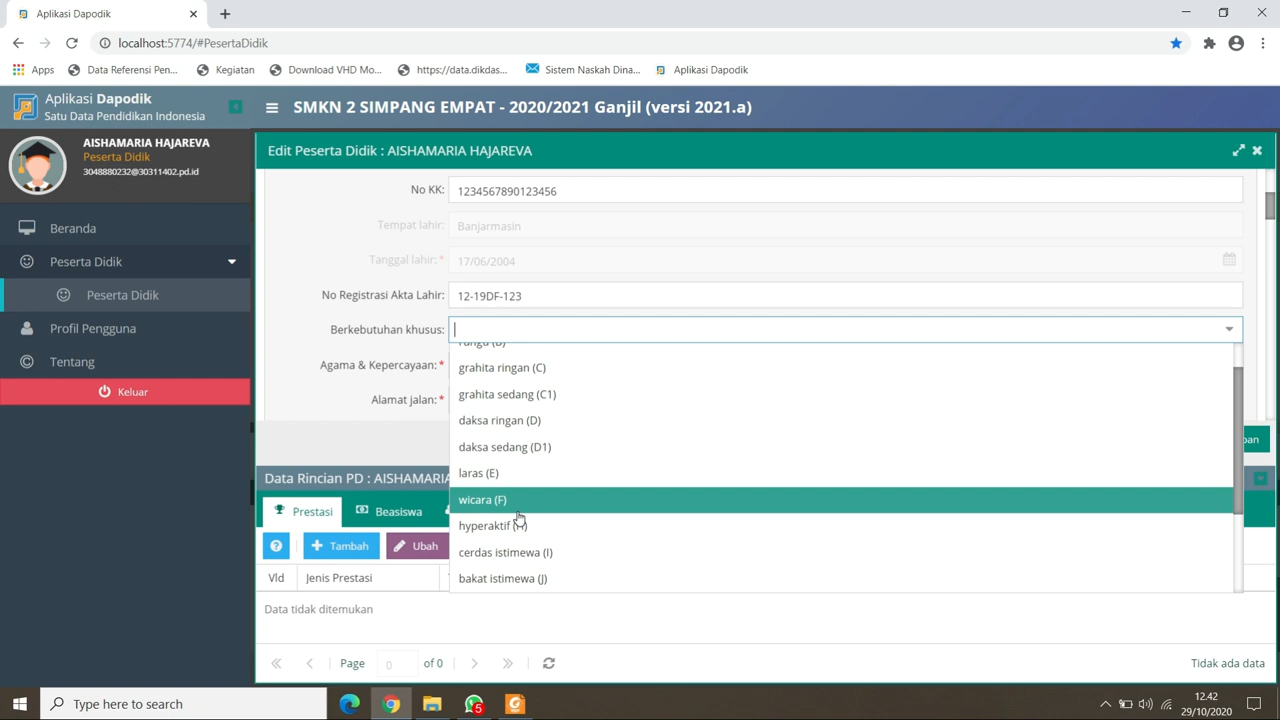 Aplikasi Dapodik
localhost:5774/#PesertaDidik
Apps
Data Referensi Pen...
Kegiatan
Download VHD Mo...
https://data.dikdas...
Sistem Naskah Dina...
Aplikasi Dapodik
Aplikasi Dapodik
Satu Data Pendidikan Indonesia
SMKN 2 SIMPANG EMPAT - 2020/2021 Ganjil (versi 2021.a)
AISHAMARIA HAJAREVA
Peserta Didik
3048880232@30311402.pd.id
Beranda
Peserta Didik
Peserta Didik
Profil Pengguna
Tentang
Keluar
Edit Peserta Didik : AISHAMARIA HAJAREVA
No KK: 1234567890123456
Tempat lahir: Banjarmasin
Tanggal lahir:* 17/06/2004
No Registrasi Akta Lahir: 12-19DF-123
Berkebutuhan khusus:
Agama & Kepercayaan:*
Alamat jalan:*
grahita ringan (C)
grahita sedang (C1)
daksa ringan (D)
daksa sedang (D1)
laras (E)
wicara (F)
hyperaktif
cerdas istimewa (I)
bakat istimewa (J)
Data Rincian PD : AISHAMARIA
Prestasi
Beasiswa
Tambah
Ubah
Vld
Jenis Prestasi
Data tidak ditemukan
Page 0 of 0
Tidak ada data
Type here to search
5
12.42
29/10/2020